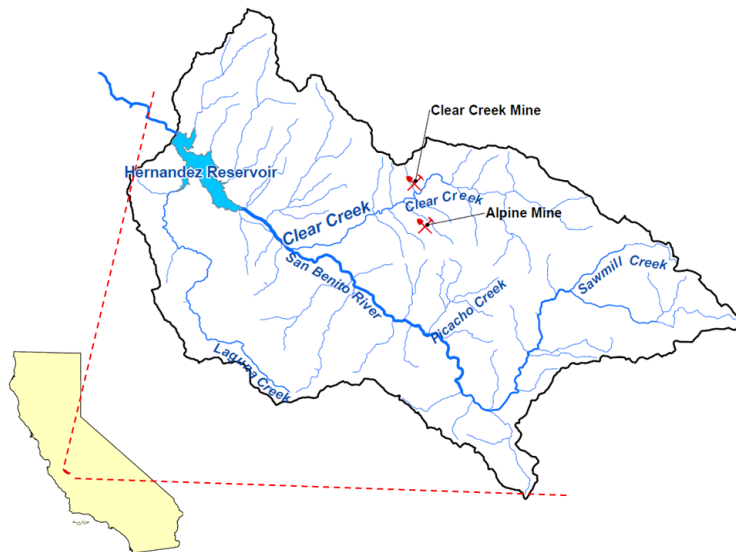 Clear Creek Mine
Hernandez Reservoir
Clear Creek
Alpine Mine
Clear Creek
San Benito River
Sawmill Creek
Picacho Creek
Laguna Creek